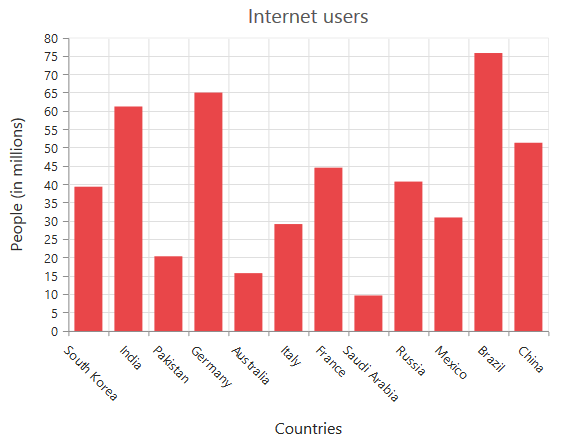 Internet users
People (in millions)
80
75
70
65
60
55
50
45
40
35
30
25
20
15
10
5
0
South Korea
India
Pakistan
Germany
Australia
Italy
France
Saudi Arabia
Russia
Mexico
Brazil
China
Countries